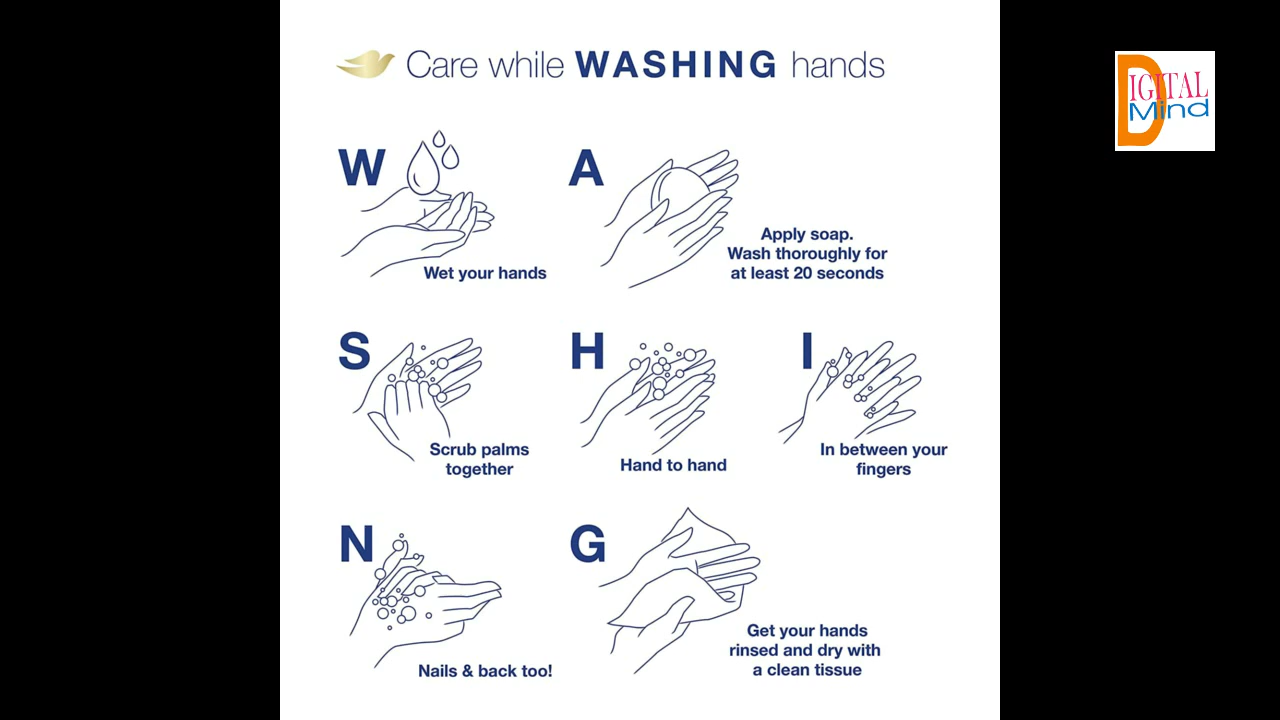 Care while WASHING hands
DIGITAL
Mind
W
Wet your hands
A
Apply soap.
Wash thoroughly for
at least 20 seconds
S
Scrub palms
together
H
Hand to hand
I
In between your
fingers
N
Nails & back too!
G
Get your hands
rinsed and dry with
a clean tissue